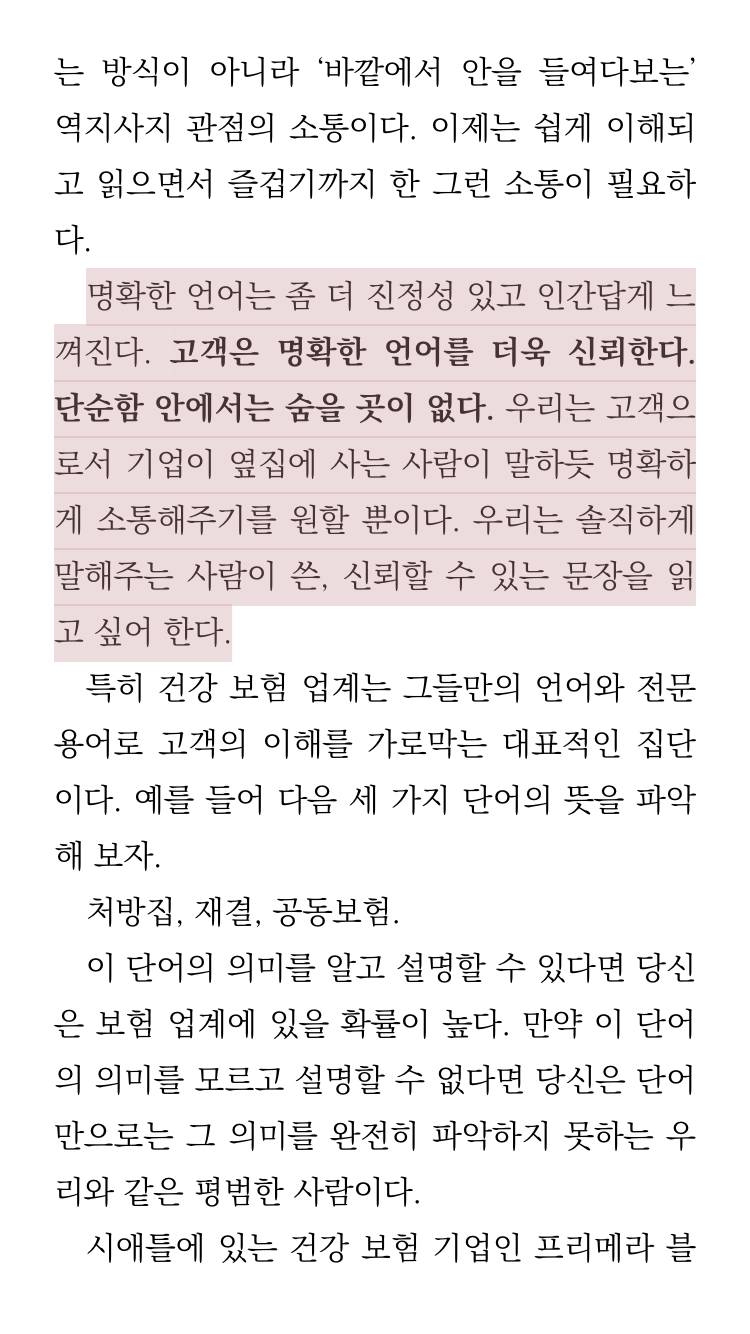 는 방식이 아니라 ‘바깥에서 안을 들여다보는’
역지사지 관점의 소통이다. 이제는 쉽게 이해되
고 읽으면서 즐겁기까지 한 그런 소통이 필요하
다.
명확한 언어는 좀 더 진정성 있고 인간답게 느
껴진다. 고객은 명확한 언어를 더욱 신뢰한다.
단순함 안에서는 숨을 곳이 없다. 우리는 고객으
로서 기업이 옆집에 사는 사람이 말하듯 명확하
게 소통해주기를 원할 뿐이다. 우리는 솔직하게
말해주는 사람이 쓴, 신뢰할 수 있는 문장을 읽
고 싶어 한다.
특히 건강 보험 업계는 그들만의 언어와 전문
용어로 고객의 이해를 가로막는 대표적인 집단
이다. 예를 들어 다음 세 가지 단어의 뜻을 파악
해 보자.
처방집, 재결, 공동보험.
이 단어의 의미를 알고 설명할 수 있다면 당신
은 보험 업계에 있을 확률이 높다. 만약 이 단어
의 의미를 모르고 설명할 수 없다면 당신은 단어
만으로는 그 의미를 완전히 파악하지 못하는 우
리와 같은 평범한 사람이다.
시애틀에 있는 건강 보험 기업인 프리메라 블